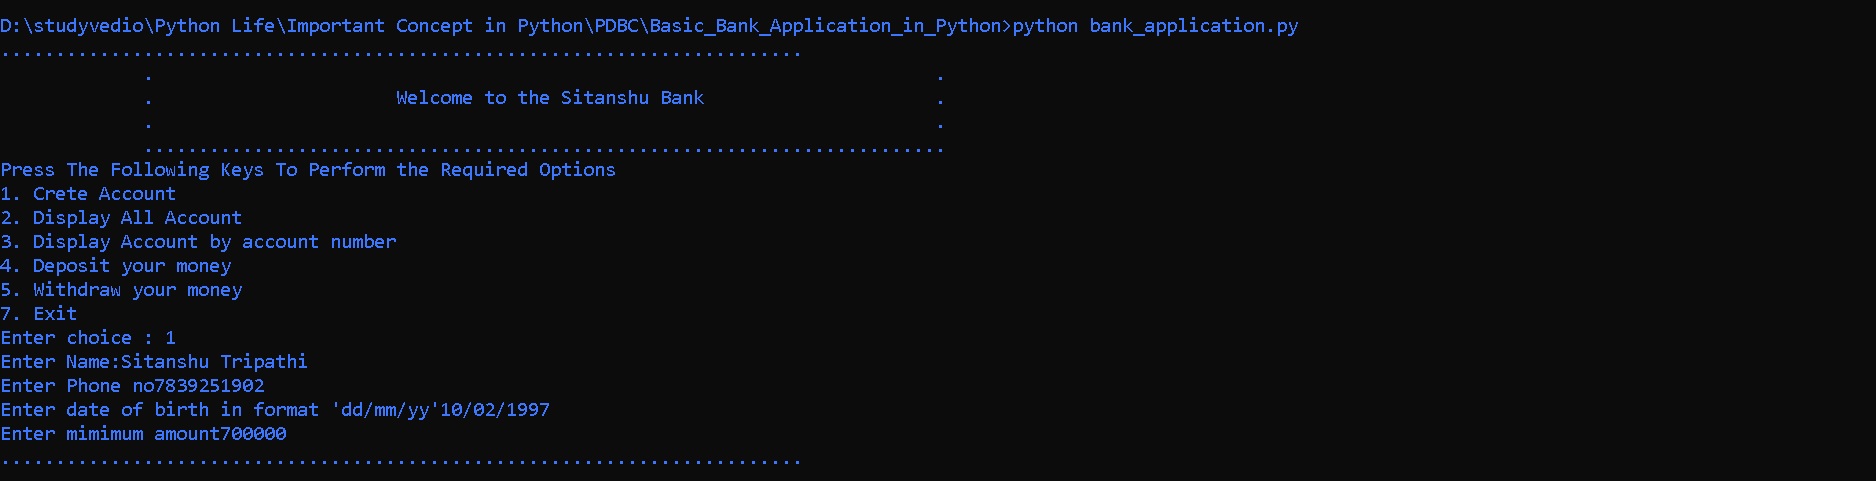 D:\studyvedio\Python Life\Important Concept in Python\PDBC\Basic_Bank_Application_in_Python>python bank_application.py
.........................................................................
. .
. Welcome to the Sitanshu Bank .
. .
.........................................................................
Press The Following Keys To Perform the Required Options
1. Crete Account
2. Display All Account
3. Display Account by account number
4. Deposit your money
5. Withdraw your money
7. Exit
Enter choice : 1
Enter Name:Sitanshu Tripathi
Enter Phone no7839251902
Enter date of birth in format 'dd/mm/yy'10/02/1997
Enter mimimum amount700000
.........................................................................